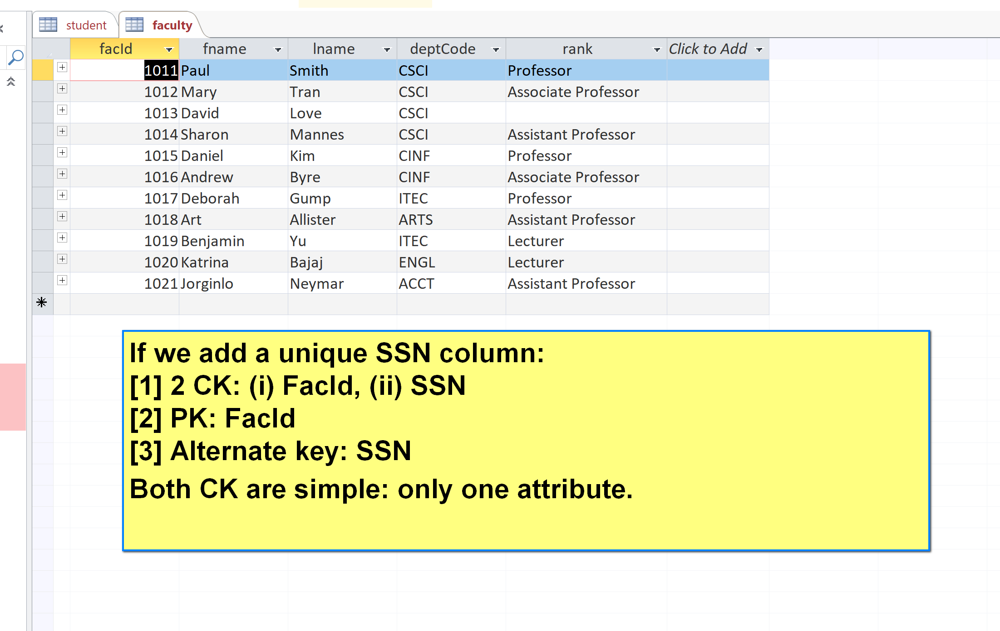 student faculty
facId fname lname deptCode rank Click to Add
1011 Paul Smith CSCI Professor
1012 Mary Tran CSCI Associate Professor
1013 David Love CSCI
1014 Sharon Mannes CSCI Assistant Professor
1015 Daniel Kim CINF Professor
1016 Andrew Byre CINF Associate Professor
1017 Deborah Gump ITEC Professor
1018 Art Allister ARTS Assistant Professor
1019 Benjamin Yu ITEC Lecturer
1020 Katrina Bajaj ENGL Lecturer
1021 Jorginlo Neymar ACCT Assistant Professor
If we add a unique SSN column:
[1] 2 CK: (i) FacId, (ii) SSN
[2] PK: FacId
[3] Alternate key: SSN
Both CK are simple: only one attribute.